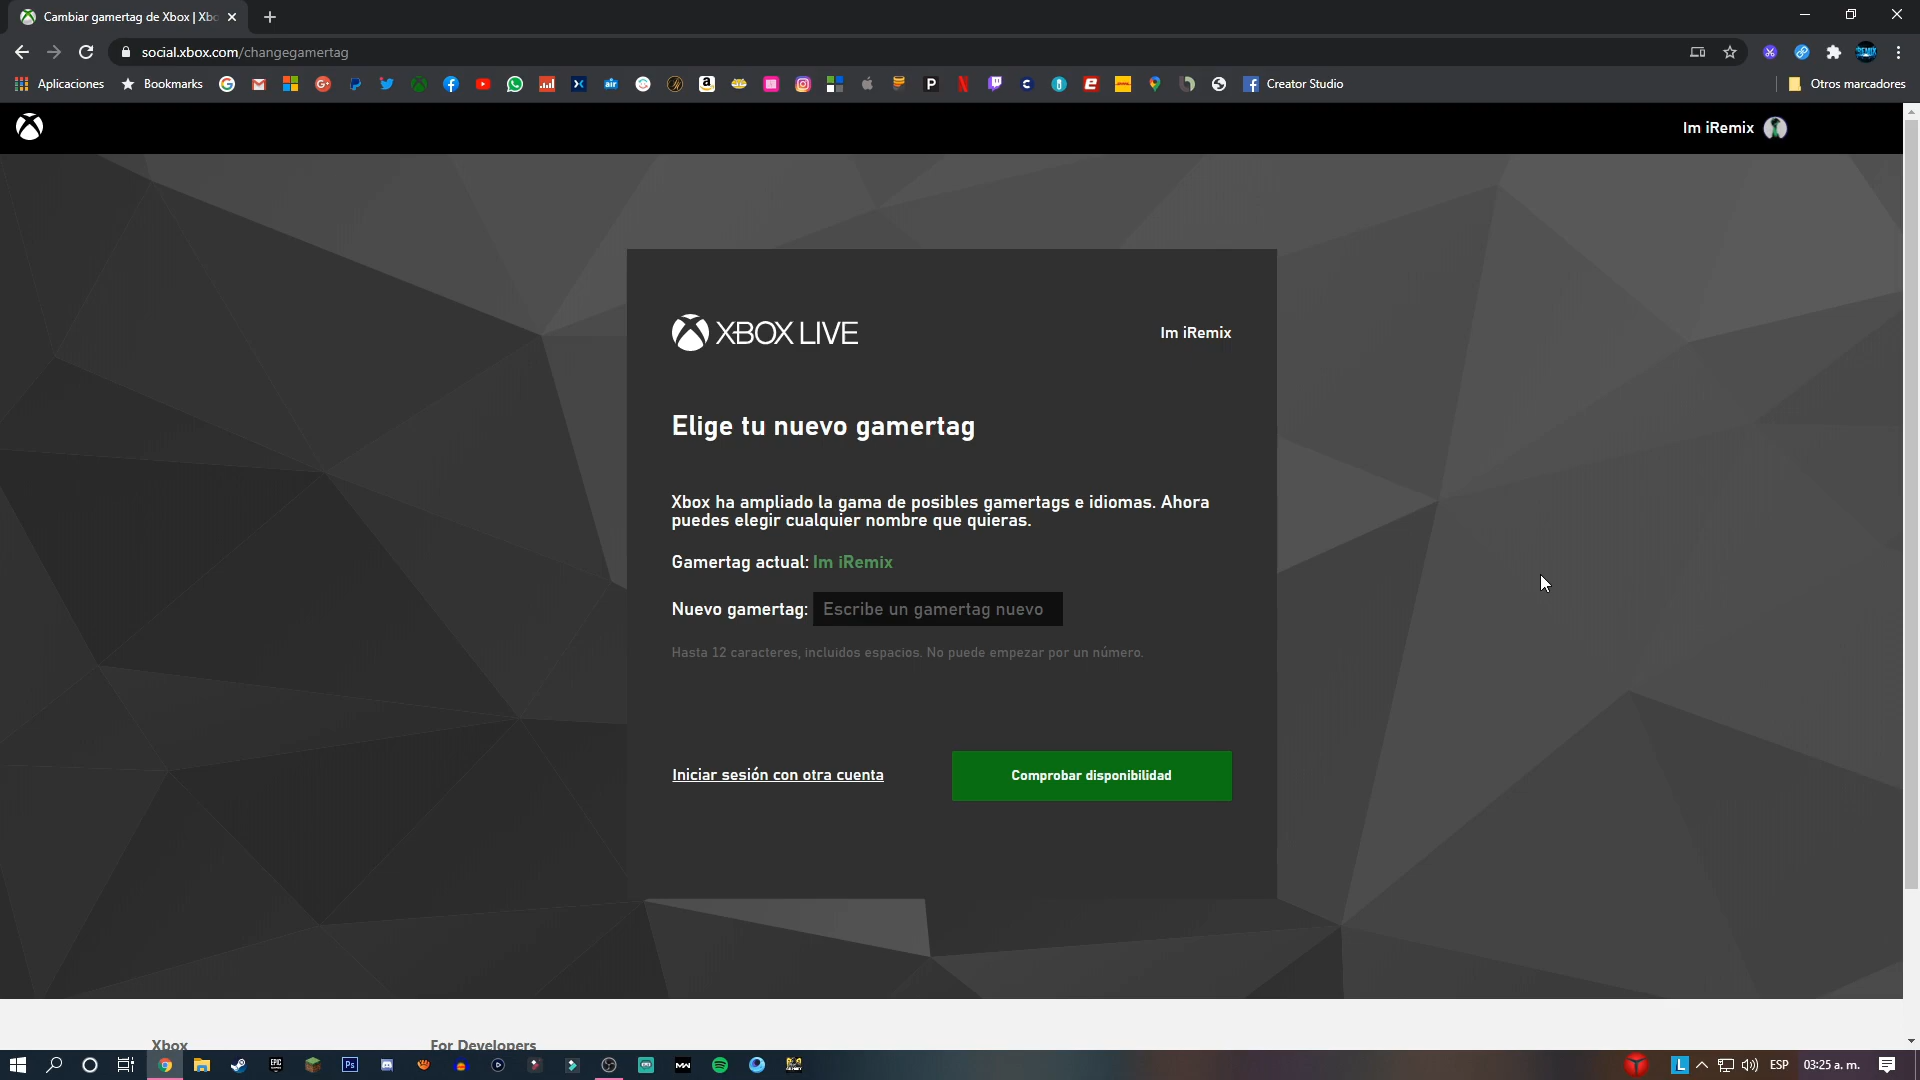 Cambiar gamertag de Xbox | Xbo
social.xbox.com/changegamertag
Aplicaciones
Bookmarks
Creator Studio
Otros marcadores
Im iRemix
XBOX LIVE
Im iRemix
Elige tu nuevo gamertag
Xbox ha ampliado la gama de posibles gamertags e idiomas. Ahora
puedes elegir cualquier nombre que quieras.
Gamertag actual: Im iRemix
Nuevo gamertag: Escribe un gamertag nuevo
Hasta 12 caracteres, incluidos espacios. No puede empezar por un número.
Iniciar sesión con otra cuenta
Comprobar disponibilidad
Xbox
For Developers
ESP
03:25 a. m.